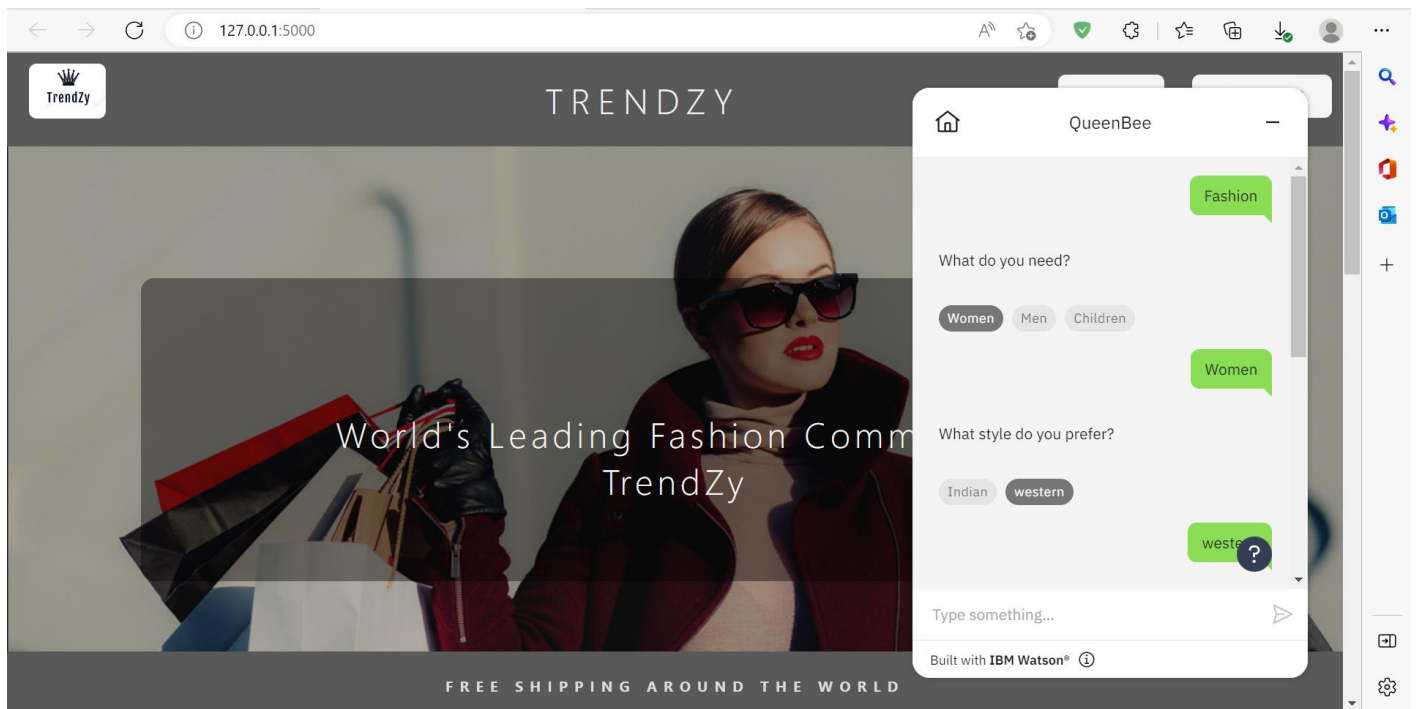 127.0.0.1:5000
TrendZy
TRENDZY
World's Leading Fashion Comm
TrendZy
FREE SHIPPING AROUND THE WORLD
QueenBee
Fashion
What do you need?
Women Men Children
Women
What style do you prefer?
Indian western
weste
?
Type something...
Built with IBM Watson®